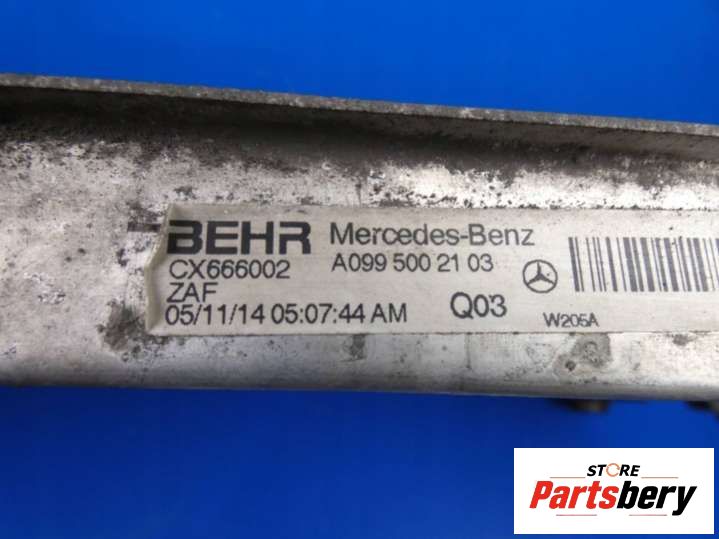 BEHR Mercedes-Benz
CX666002 A099 500 21 03
ZAF
05/11/14 05:07:44 AM Q03 W205A
STORE
Partsbery